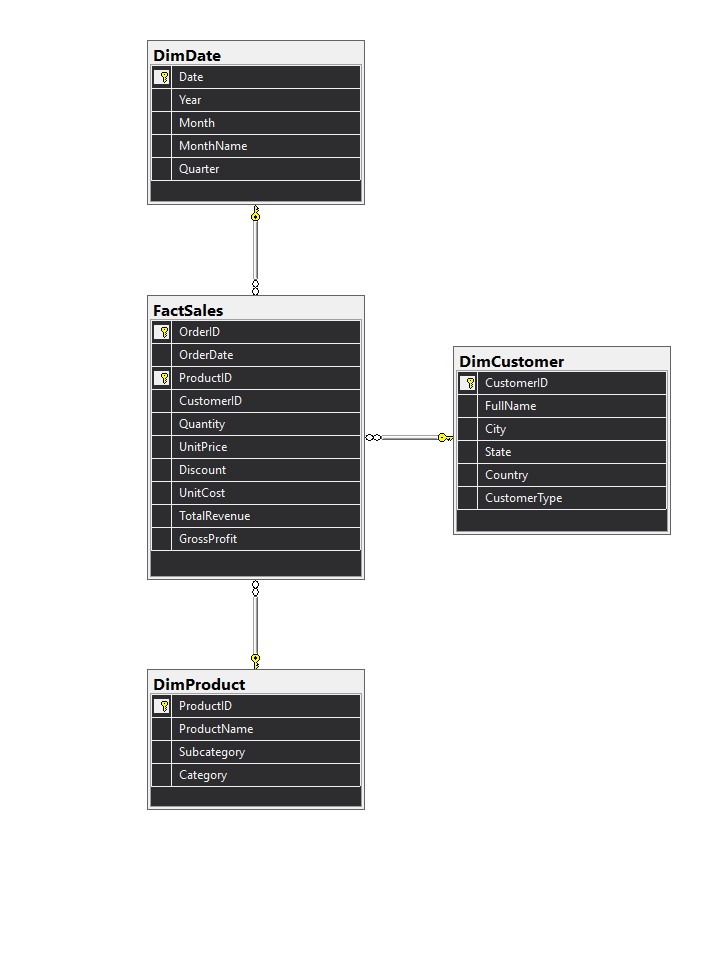 DimDate
Date
Year
Month
MonthName
Quarter
FactSales
OrderID
OrderDate
ProductID
CustomerID
Quantity
UnitPrice
Discount
UnitCost
TotalRevenue
GrossProfit
DimCustomer
CustomerID
FullName
City
State
Country
CustomerType
DimProduct
ProductID
ProductName
Subcategory
Category